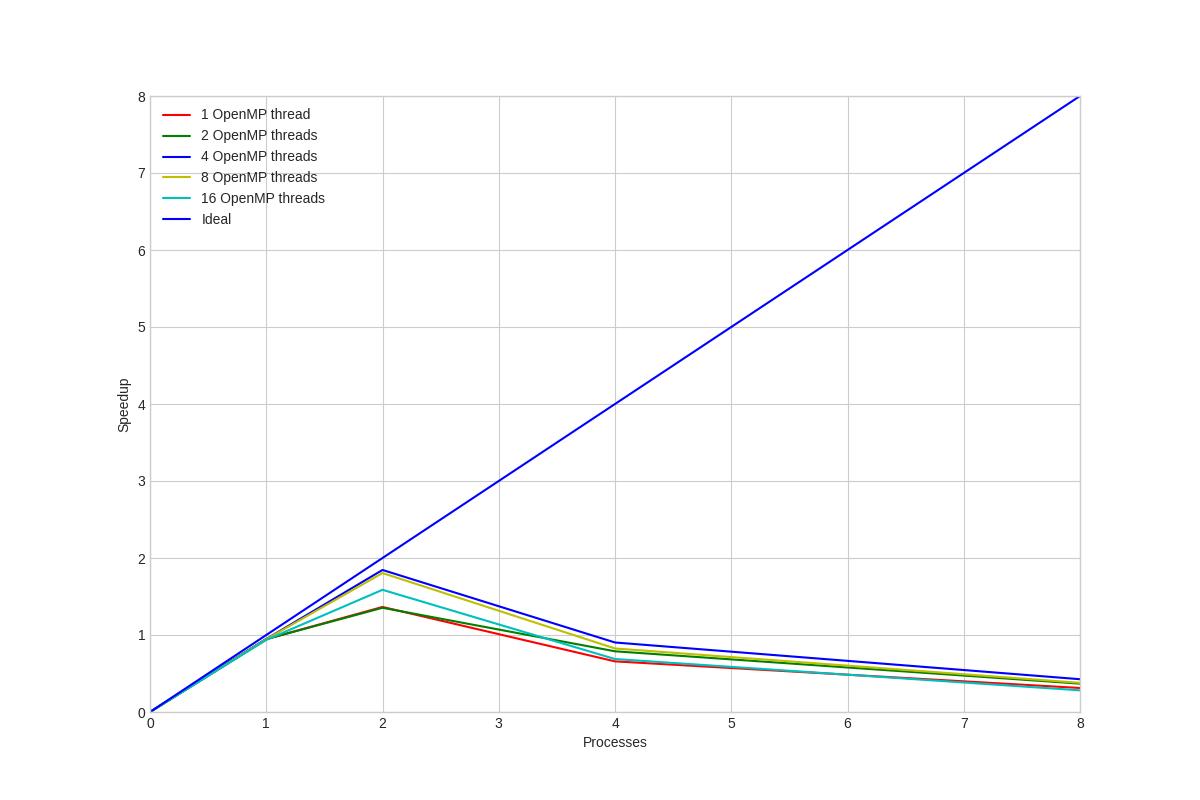 8
7
6
5
4
3
2
1
0
Speedup
1 OpenMP thread
2 OpenMP threads
4 OpenMP threads
8 OpenMP threads
16 OpenMP threads
Ideal
0 1 2 3 4 5 6 7 8
Processes